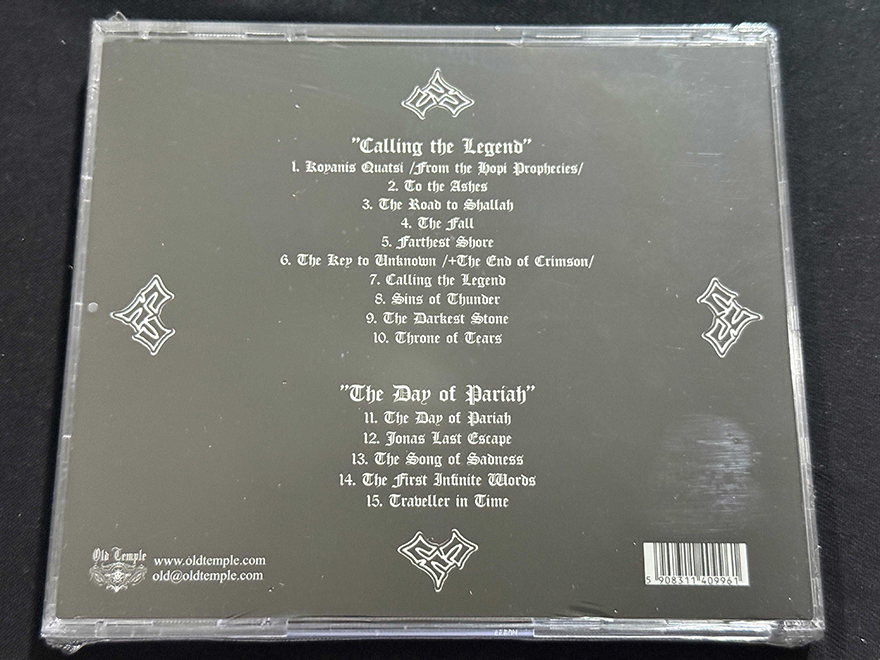 "Calling the Legend"
1. Koyanis Quatsi /From the Hopi Prophecies/
2. To the Ashes
3. The Road to Shallah
4. The Fall
5. Farthest Shore
6. The Key to Unknown /+The End of Crimson/
7. Calling the Legend
8. Sins of Thunder
9. The Darkest Stone
10. Throne of Tears
"The Day of Pariah"
11. The Day of Pariah
12. Jonas Last Escape
13. The Song of Sadness
14. The First Infinite Words
15. Traveller in Time
Old Temple
www.oldtemple.com
old@oldtemple.com
5 908311 409961